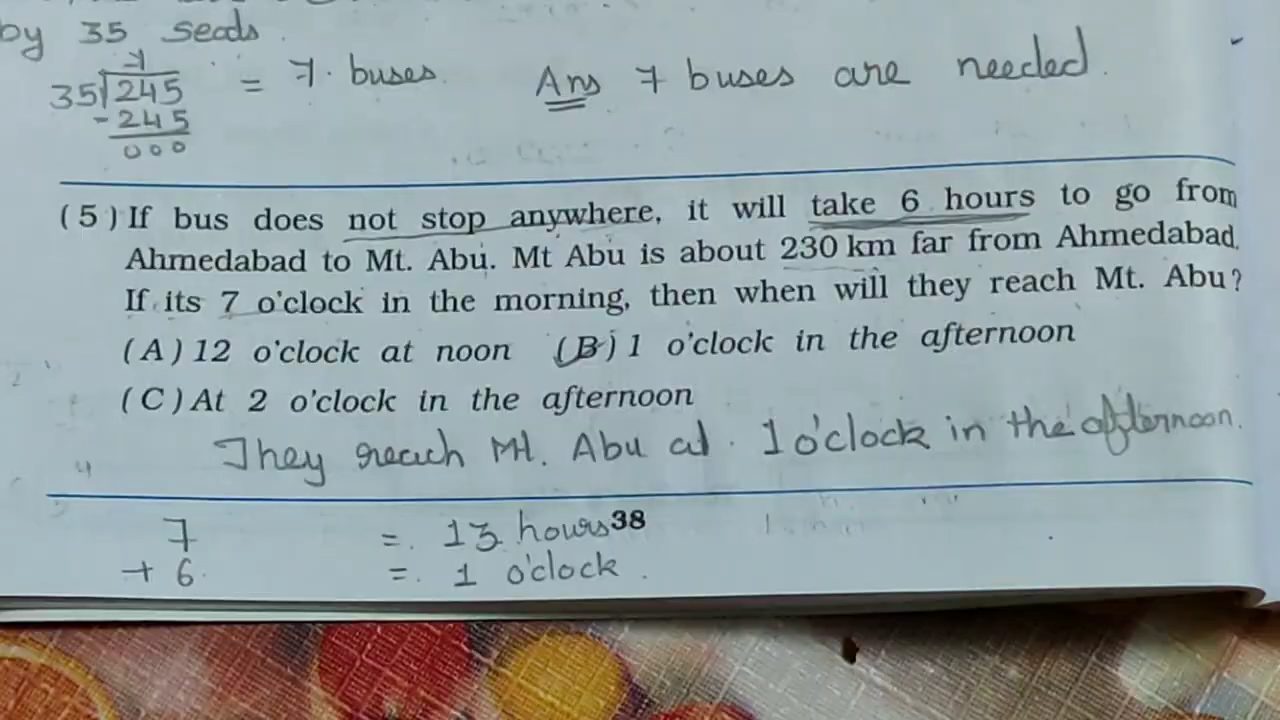 by 35 seads.
7
35)245 = 7 buses. Ans 7 buses are needed.
- 245
000
(5) If bus does not stop anywhere, it will take 6 hours to go from
Ahmedabad to Mt. Abu. Mt Abu is about 230 km far from Ahmedabad.
If its 7 o'clock in the morning, then when will they reach Mt. Abu?
(A) 12 o'clock at noon (B) 1 o'clock in the afternoon
(C) At 2 o'clock in the afternoon
They reach Mt. Abu at 1 o'clock in the afternoon.
7 = 13 hours 38
+ 6 = 1 o'clock.